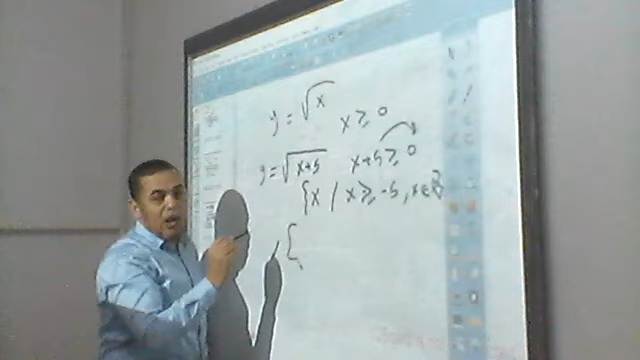 y = √x    x ≥ 0
y = √x+5    x+5 ≥ 0
{x / x ≥ -5, x ∈ R}
{